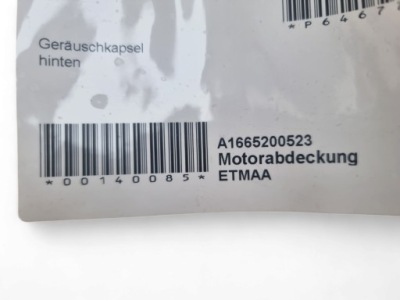 Geräuschkapsel
hinten
*00140085*
A1665200523
Motorabdeckung
ETMAA